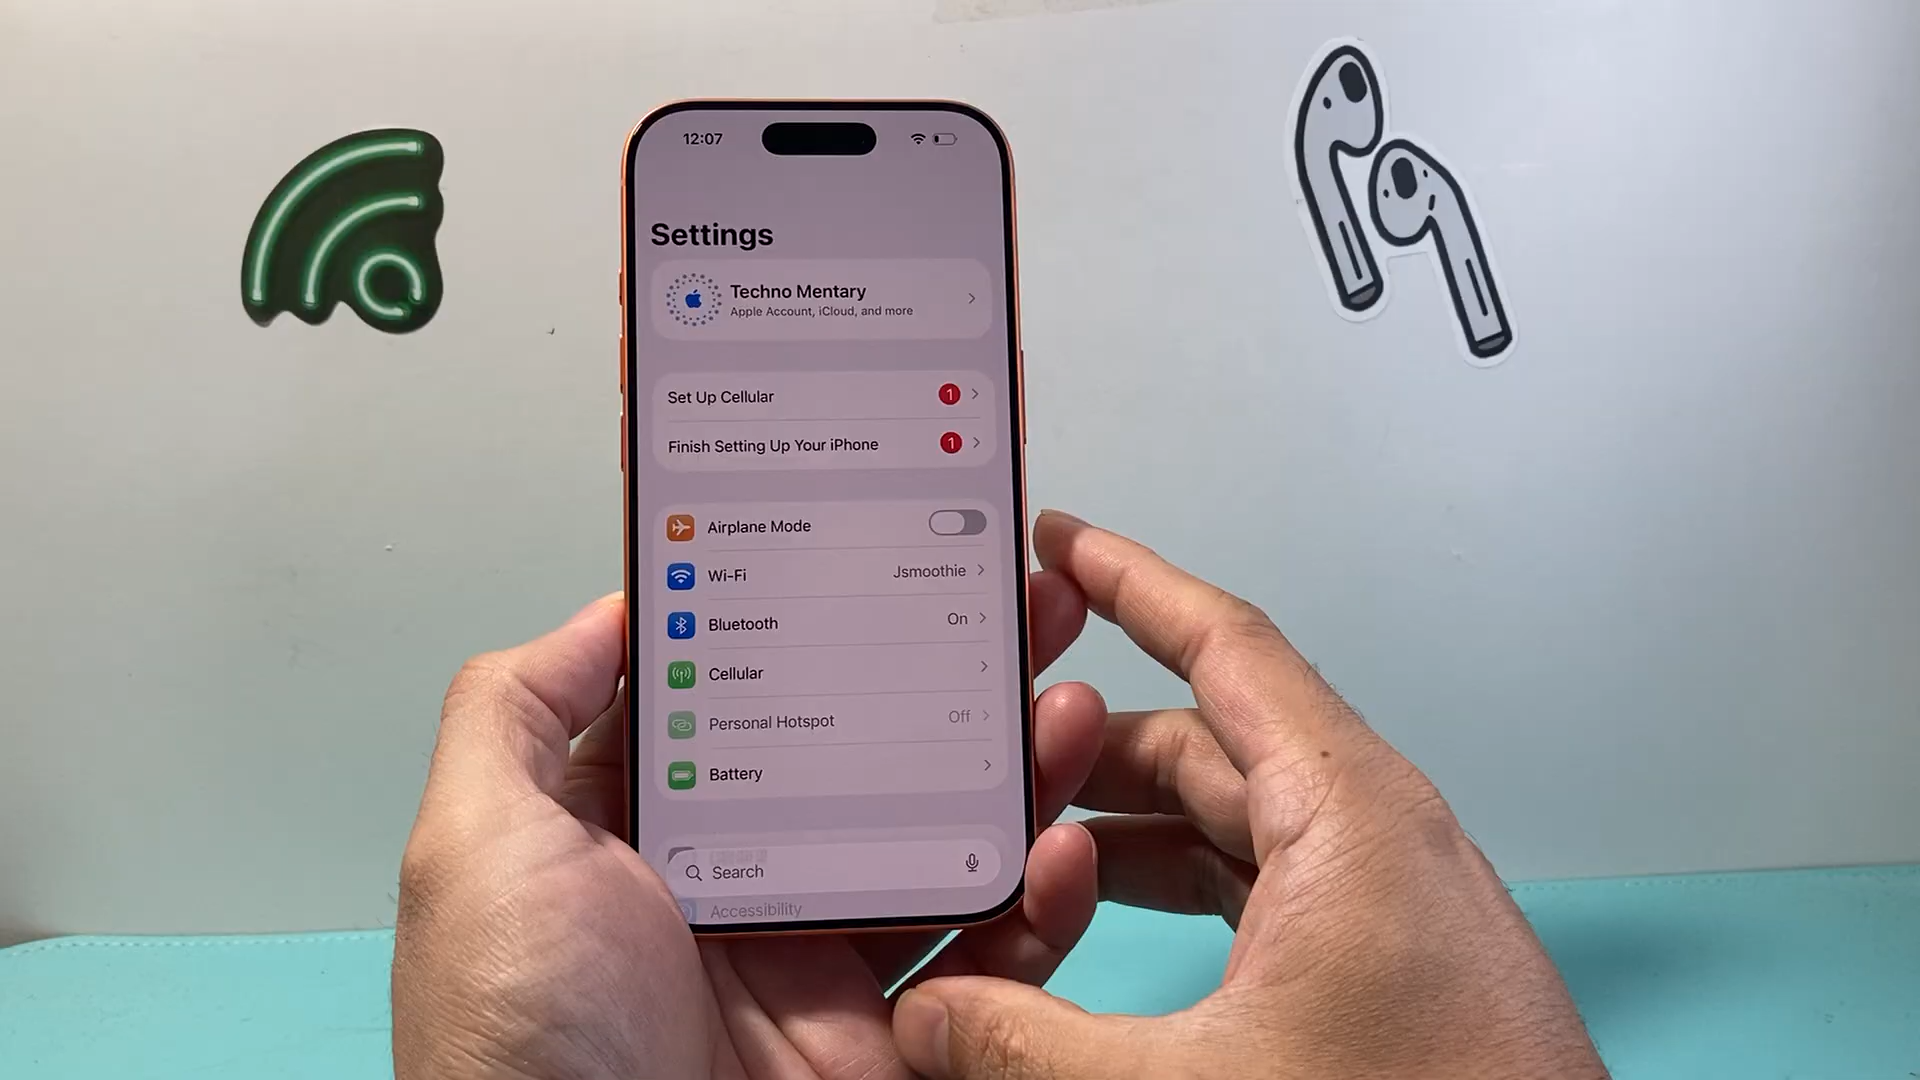 12:07
Settings
Techno Mentary
Apple Account, iCloud, and more
Set Up Cellular 1
Finish Setting Up Your iPhone 1
Airplane Mode
Wi-Fi Jsmoothie
Bluetooth On
Cellular
Personal Hotspot Off
Battery
Search
Accessibility